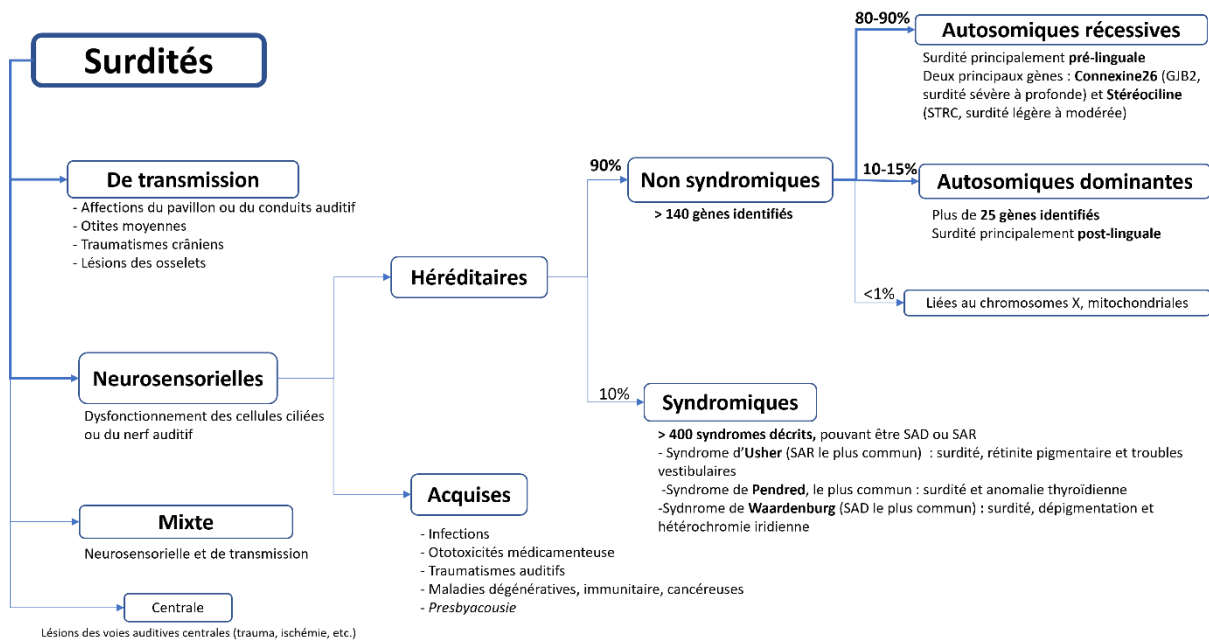 Surdités
De transmission
- Affections du pavillon ou du conduits auditif
- Otites moyennes
- Traumatismes crâniens
- Lésions des osselets
Neurosensorielles
Dysfonctionnement des cellules ciliées
ou du nerf auditif
Mixte
Neurosensorielle et de transmission
Centrale
Lésions des voies auditives centrales (trauma, ischémie, etc.)
Héréditaires
Acquises
- Infections
- Ototoxicités médicamenteuse
- Traumatismes auditifs
- Maladies dégénératives, immunitaire, cancéreuses
- Presbyacousie
90%
Non syndromiques
> 140 gènes identifiés
10%
Syndromiques
> 400 syndromes décrits, pouvant être SAD ou SAR
- Syndrome d'Usher (SAR le plus commun) : surdité, rétinite pigmentaire et troubles
vestibulaires
-Syndrome de Pendred, le plus commun : surdité et anomalie thyroïdienne
-Sydnrome de Waardenburg (SAD le plus commun) : surdité, dépigmentation et
hétérochromie iridienne
80-90%
Autosomiques récessives
Surdité principalement pré-linguale
Deux principaux gènes : Connexine26 (GJB2,
surdité sévère à profonde) et Stéréociline
(STRC, surdité légère à modérée)
10-15%
Autosomiques dominantes
Plus de 25 gènes identifiés
Surdité principalement post-linguale
<1%
Liées au chromosomes X, mitochondriales